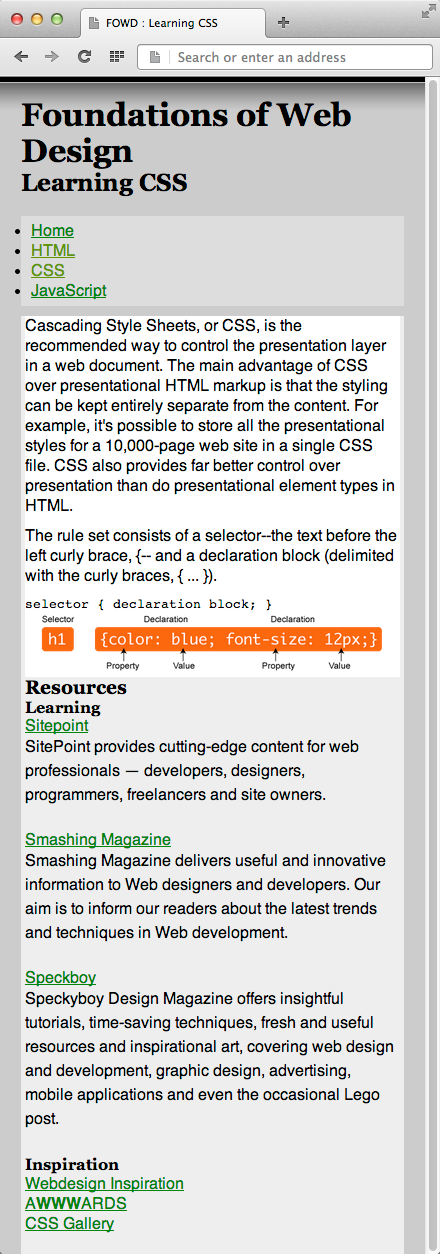 FOWD : Learning CSS
Search or enter an address
Foundations of Web
Design
Learning CSS
Home
HTML
CSS
JavaScript
Cascading Style Sheets, or CSS, is the
recommended way to control the presentation layer
in a web document. The main advantage of CSS
over presentational HTML markup is that the styling
can be kept entirely separate from the content. For
example, it's possible to store all the presentational
styles for a 10,000-page web site in a single CSS
file. CSS also provides far better control over
presentation than do presentational element types in
HTML.
The rule set consists of a selector--the text before the
left curly brace, {-- and a declaration block (delimited
with the curly braces, { ... }).
selector { declaration block; }
Selector Declaration Declaration
h1 {color: blue; font-size: 12px;}
Property Value Property Value
Resources
Learning
Sitepoint
SitePoint provides cutting-edge content for web
professionals — developers, designers,
programmers, freelancers and site owners.
Smashing Magazine
Smashing Magazine delivers useful and innovative
information to Web designers and developers. Our
aim is to inform our readers about the latest trends
and techniques in Web development.
Speckboy
Speckyboy Design Magazine offers insightful
tutorials, time-saving techniques, fresh and useful
resources and inspirational art, covering web design
and development, graphic design, advertising,
mobile applications and even the occasional Lego
post.
Inspiration
Webdesign Inspiration
AWWWARDS
CSS Gallery